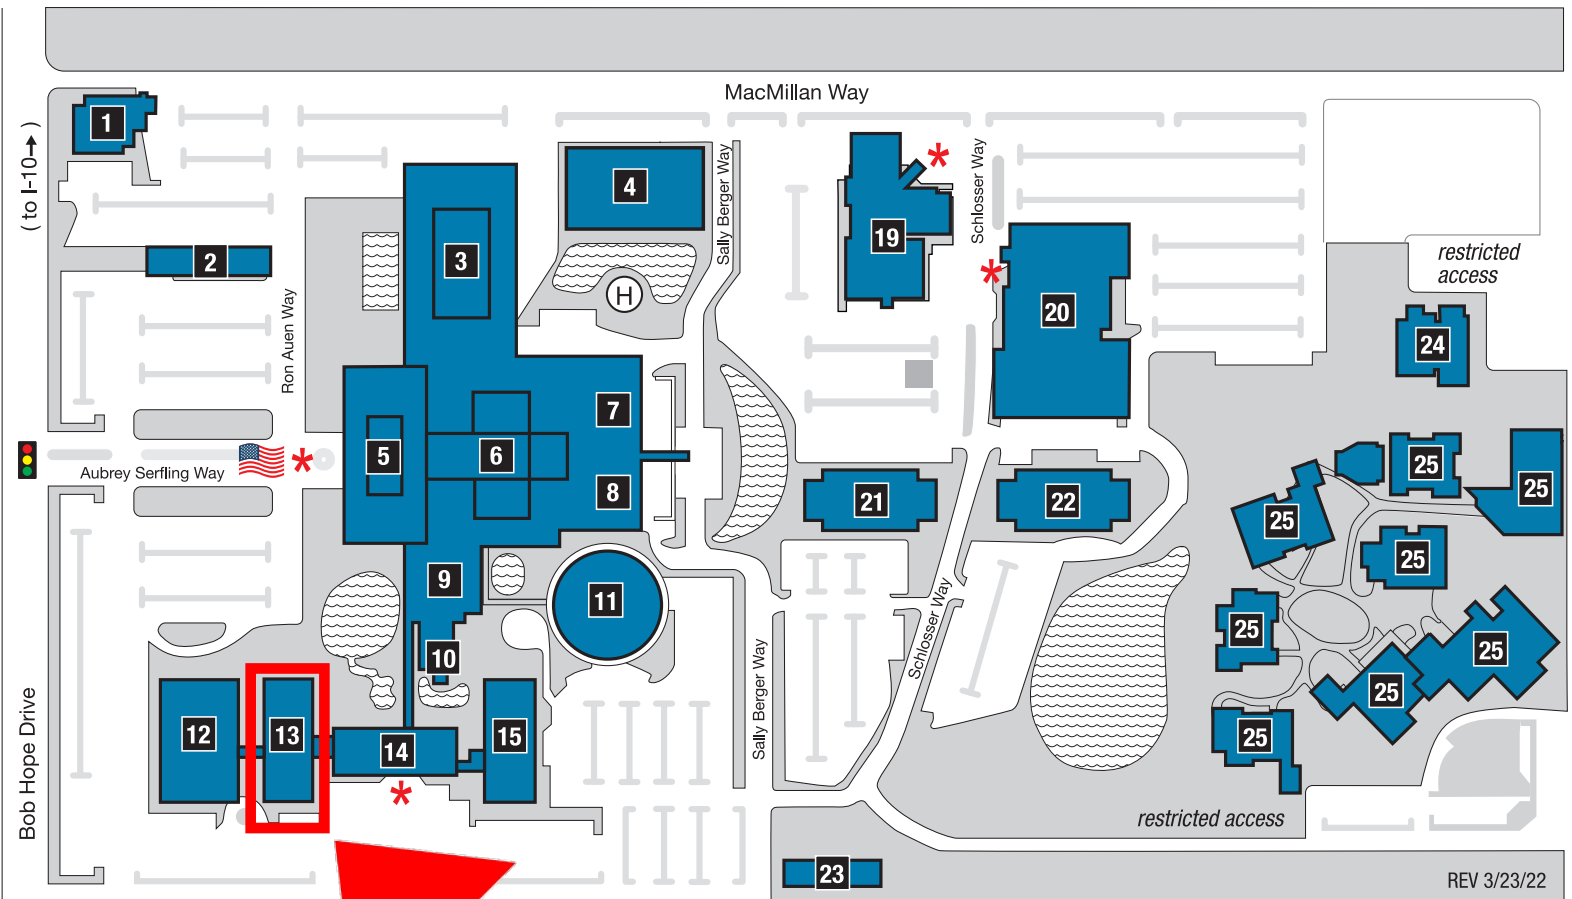 MacMillan Way
( to I-10→ )
1
2
3
4
Sally Berger Way
Schlosser Way
19
H
20
restricted
access
24
Ron Auen Way
Aubrey Serfling Way
5
6
7
8
21
22
25
25
25
25
9
10
11
25
25
25
25
Schlosser Way
Sally Berger Way
Bob Hope Drive
12
13
14
15
restricted access
23
REV 3/23/22